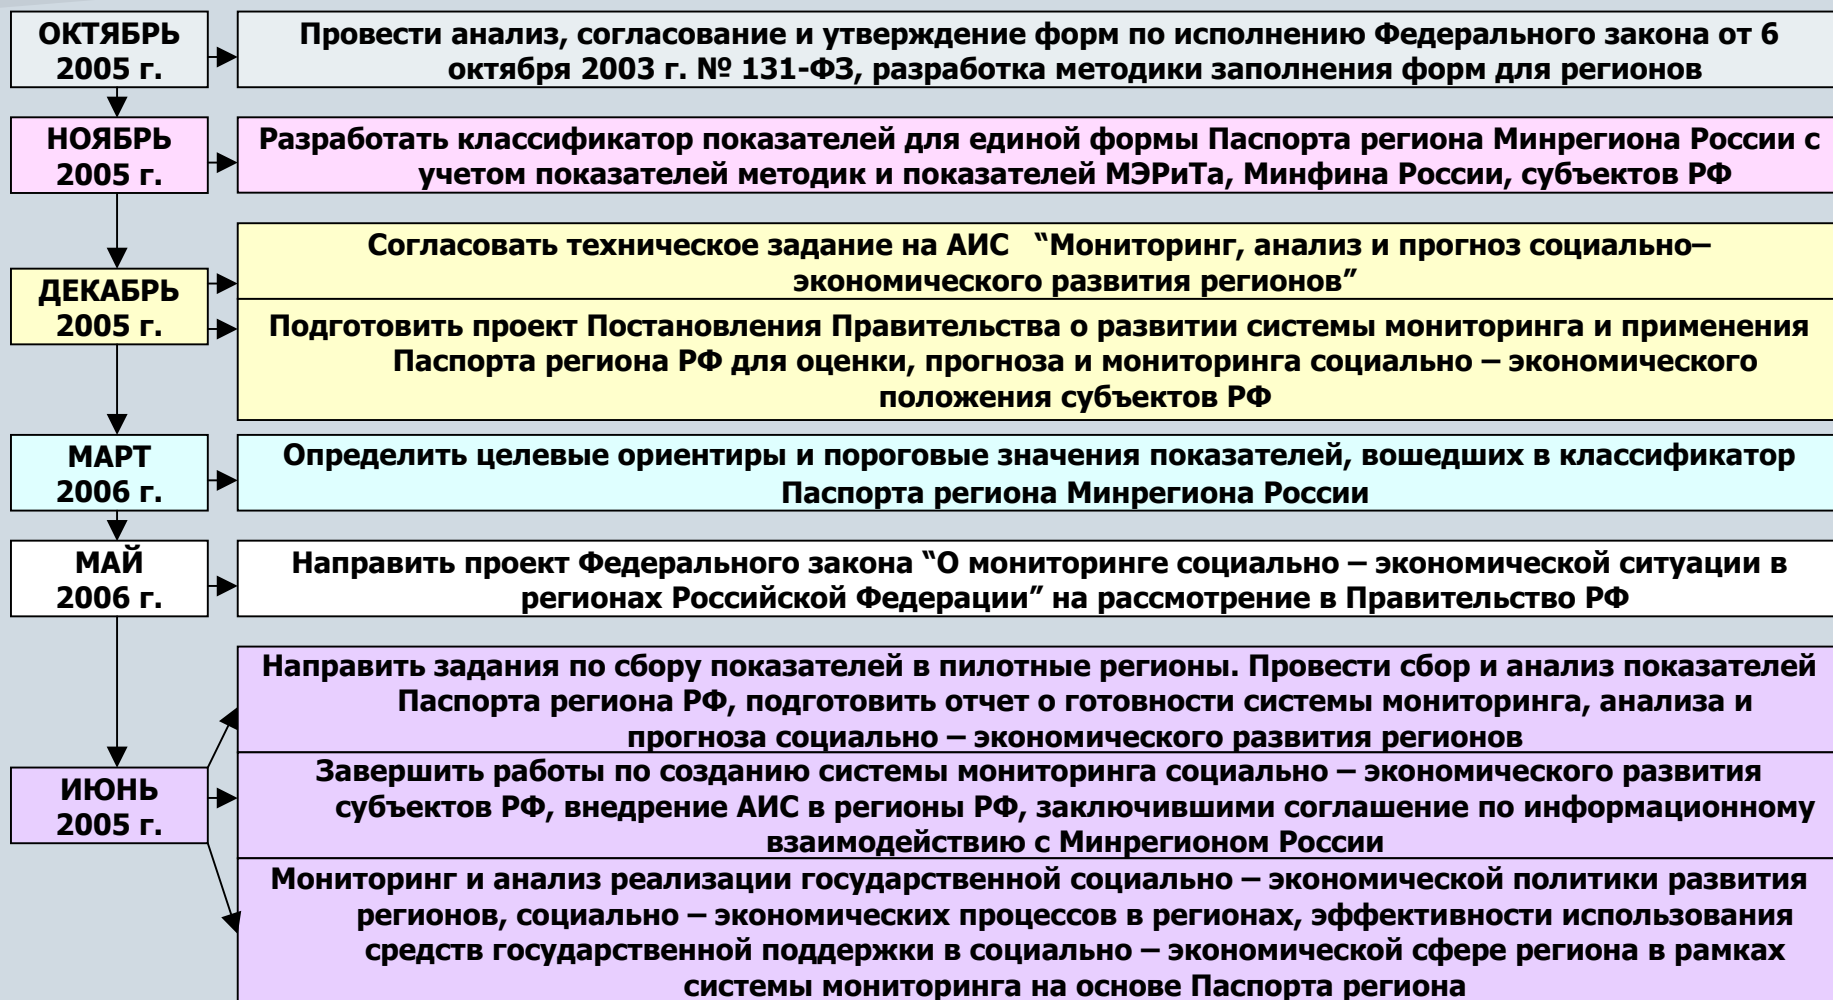 ОКТЯБРЬ
2005 г.
Провести анализ, согласование и утверждение форм по исполнению Федерального закона от 6
октября 2003 г. № 131-ФЗ, разработка методики заполнения форм для регионов
НОЯБРЬ
2005 г.
Разработать классификатор показателей для единой формы Паспорта региона Минрегиона России с
учетом показателей методик и показателей МЭРиТа, Минфина России, субъектов РФ
ДЕКАБРЬ
2005 г.
Согласовать техническое задание на АИС “Мониторинг, анализ и прогноз социально–
экономического развития регионов”
Подготовить проект Постановления Правительства о развитии системы мониторинга и применения
Паспорта региона РФ для оценки, прогноза и мониторинга социально – экономического
положения субъектов РФ
МАРТ
2006 г.
Определить целевые ориентиры и пороговые значения показателей, вошедших в классификатор
Паспорта региона Минрегиона России
МАЙ
2006 г.
Направить проект Федерального закона “О мониторинге социально – экономической ситуации в
регионах Российской Федерации” на рассмотрение в Правительство РФ
ИЮНЬ
2005 г.
Направить задания по сбору показателей в пилотные регионы. Провести сбор и анализ показателей
Паспорта региона РФ, подготовить отчет о готовности системы мониторинга, анализа и
прогноза социально – экономического развития регионов
Завершить работы по созданию системы мониторинга социально – экономического развития
субъектов РФ, внедрение АИС в регионы РФ, заключившими соглашение по информационному
взаимодействию с Минрегионом России
Мониторинг и анализ реализации государственной социально – экономической политики развития
регионов, социально – экономических процессов в регионах, эффективности использования
средств государственной поддержки в социально – экономической сфере региона в рамках
системы мониторинга на основе Паспорта региона